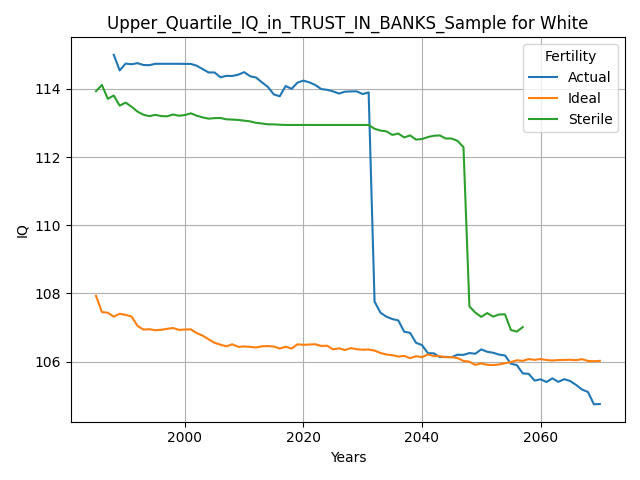 Upper_Quartile_IQ_in_TRUST_IN_BANKS_Sample for White
Fertility
Actual
Ideal
Sterile
114
112
110
108
106
IQ
2000
2020
2040
2060
Years